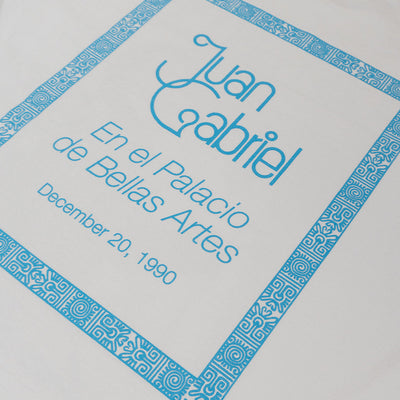 Juan
Gabriel
En el Palacio
de Bellas Artes
December 20, 1990